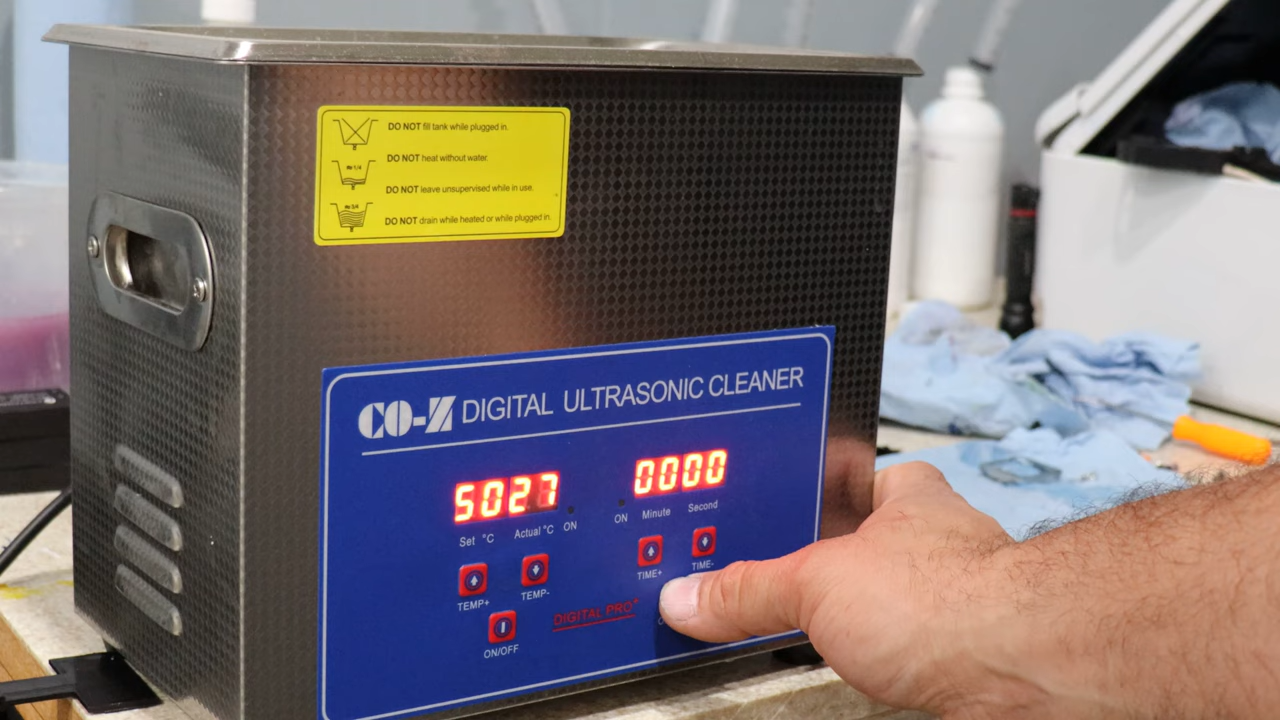 DO NOT fill tank while plugged in.
DO NOT heat without water.
DO NOT leave unsupervised while in use.
DO NOT drain while heated or while plugged in.
CO-Z DIGITAL ULTRASONIC CLEANER
5027 0000
Set °C Actual °C ON ON Minute Second
TEMP+ TEMP- TIME+ TIME-
DIGITAL PRO+
ON/OFF